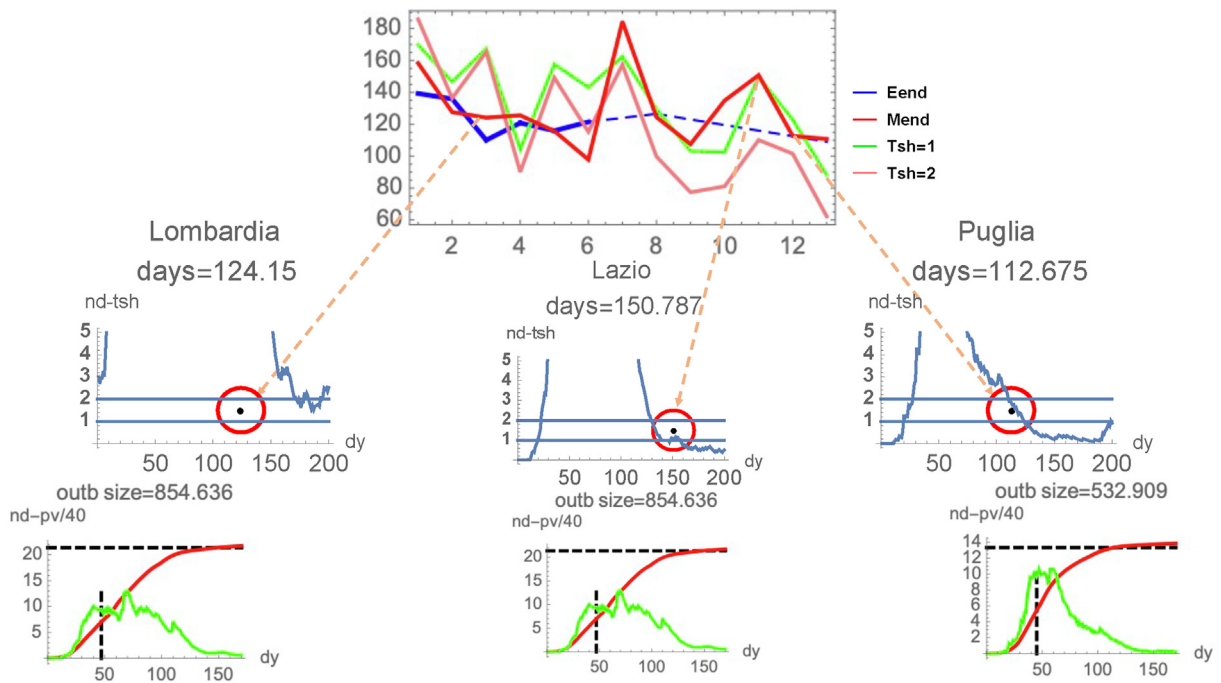 180
160
140
120
100
80
60
2 4 6 8 10 12
Eend
Mend
Tsh=1
Tsh=2
Lombardia
days=124.15
nd-tsh
5
4
3
2
1
50 100 150 200
dy
outb size=854.636
nd-pv/40
20
15
10
5
50 100 150
dy
Lazio
days=150.787
nd-tsh
5
4
3
2
1
50 100 150 200
dy
outb size=854.636
nd-pv/40
20
15
10
5
50 100 150
dy
Puglia
days=112.675
nd-tsh
5
4
3
2
1
50 100 150 200
dy
outb size=532.909
nd-pv/40
14
12
10
8
6
4
2
50 100 150
dy